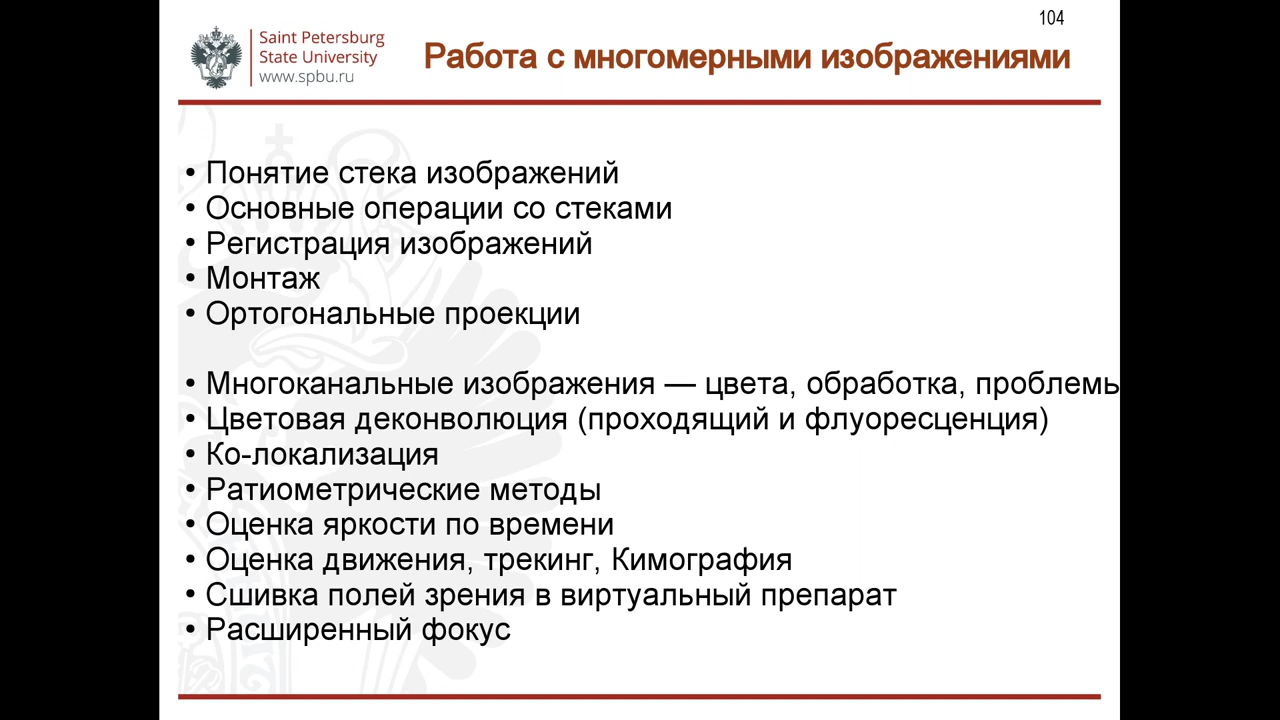 104
Saint Petersburg
State University
www.spbu.ru
Работа с многомерными изображениями
• Понятие стека изображений
• Основные операции со стеками
• Регистрация изображений
• Монтаж
• Ортогональные проекции
• Многоканальные изображения — цвета, обработка, проблемы
• Цветовая деконволюция (проходящий и флуоресценция)
• Ко-локализация
• Ратиометрические методы
• Оценка яркости по времени
• Оценка движения, трекинг, Кимография
• Сшивка полей зрения в виртуальный препарат
• Расширенный фокус